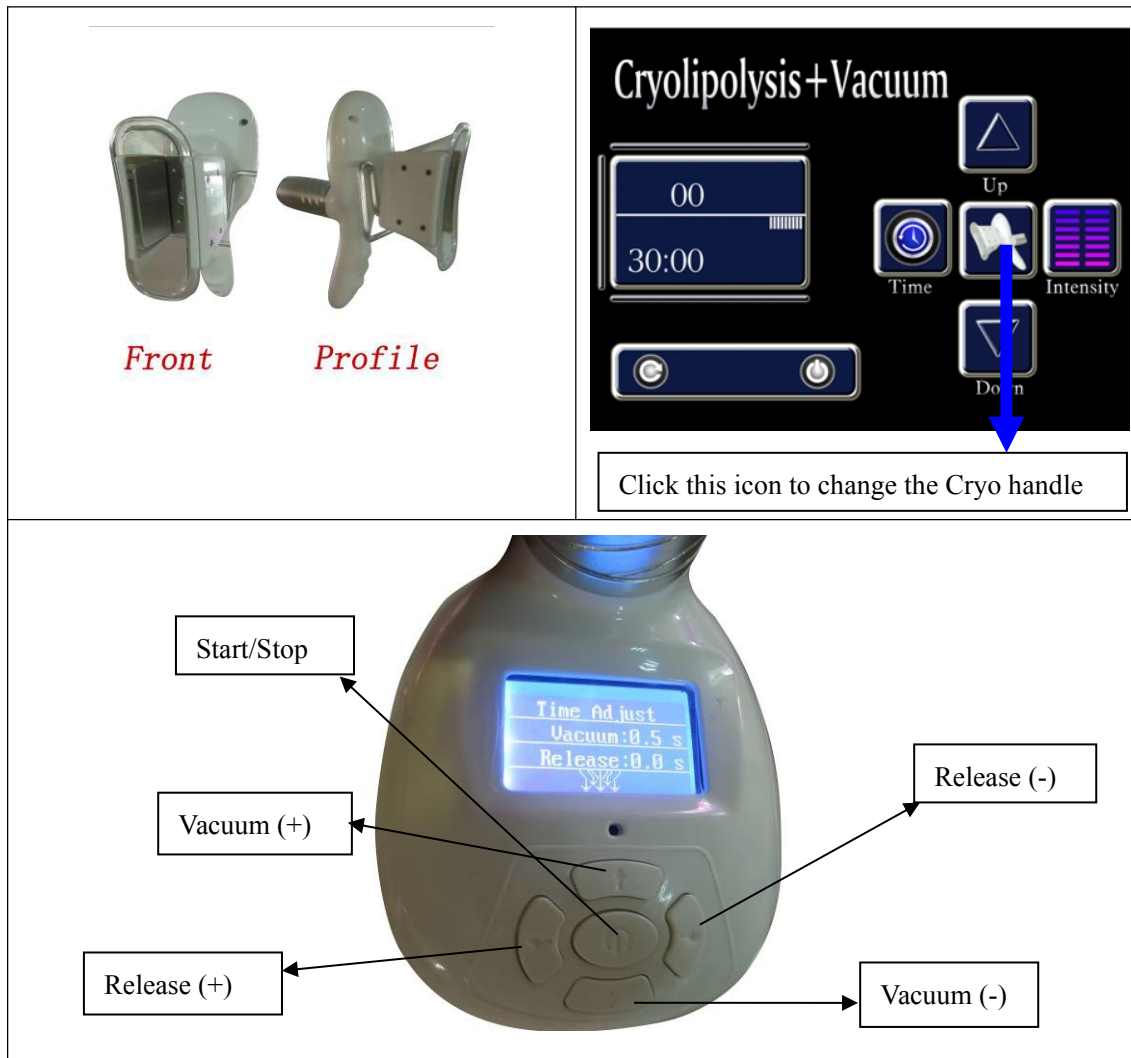 Front
Profile
Cryolipolysis+Vacuum
00
30:00
Up
Time
Intensity
Down
Click this icon to change the Cryo handle
Start/Stop
Time Adjust
Vacuum:0.5 s
Release:0.0 s
Release (-)
Vacuum (+)
Release (+)
Vacuum (-)